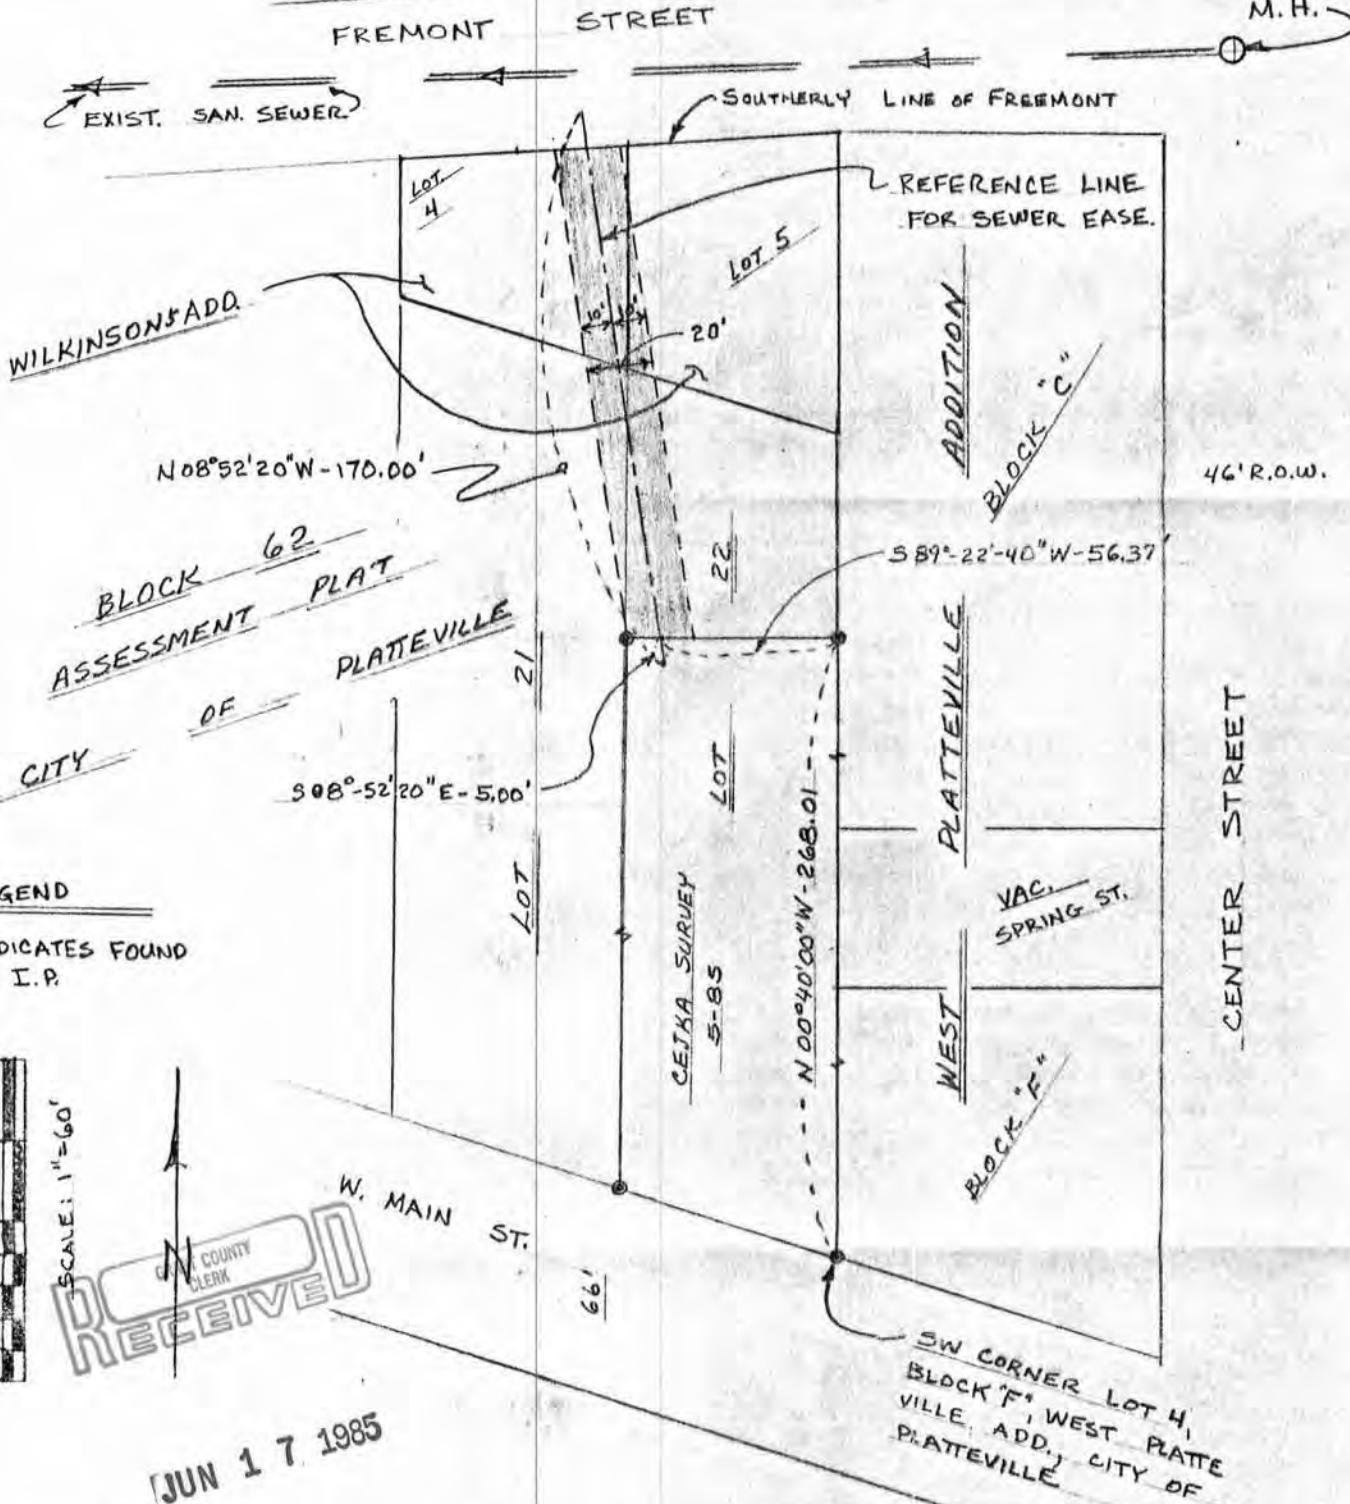 FREMONT STREET
M.H.
EXIST. SAN. SEWER
SOUTHERLY LINE OF FREEMONT
LOT
4
REFERENCE LINE
FOR SEWER EASE.
LOT 5
WILKINSONS ADD.
10' 10'
20'
ADDITION
BLOCK "C"
N08°52'20"W-170.00'
46' R.O.W.
BLOCK 62
ASSESSMENT PLAT
CITY OF PLATTEVILLE
22
S89°-22'-40"W-56.37'
21
PLATTEVILLE
S08°-52'20"E-5.00'
LOT
LOT
CEJKA SURVEY
5-85
N00°40'00"W-268.01
VAC.
SPRING ST.
CENTER STREET
GEND
DICATES FOUND
I.P.
WEST
BLOCK "F"
SCALE: 1"=60'
N
W. MAIN ST.
66'
COUNTY
CLERK
RECEIVED
JUN 17 1985
SW CORNER LOT 4,
BLOCK "F", WEST PLATTE
VILLE ADD., CITY OF
PLATTEVILLE